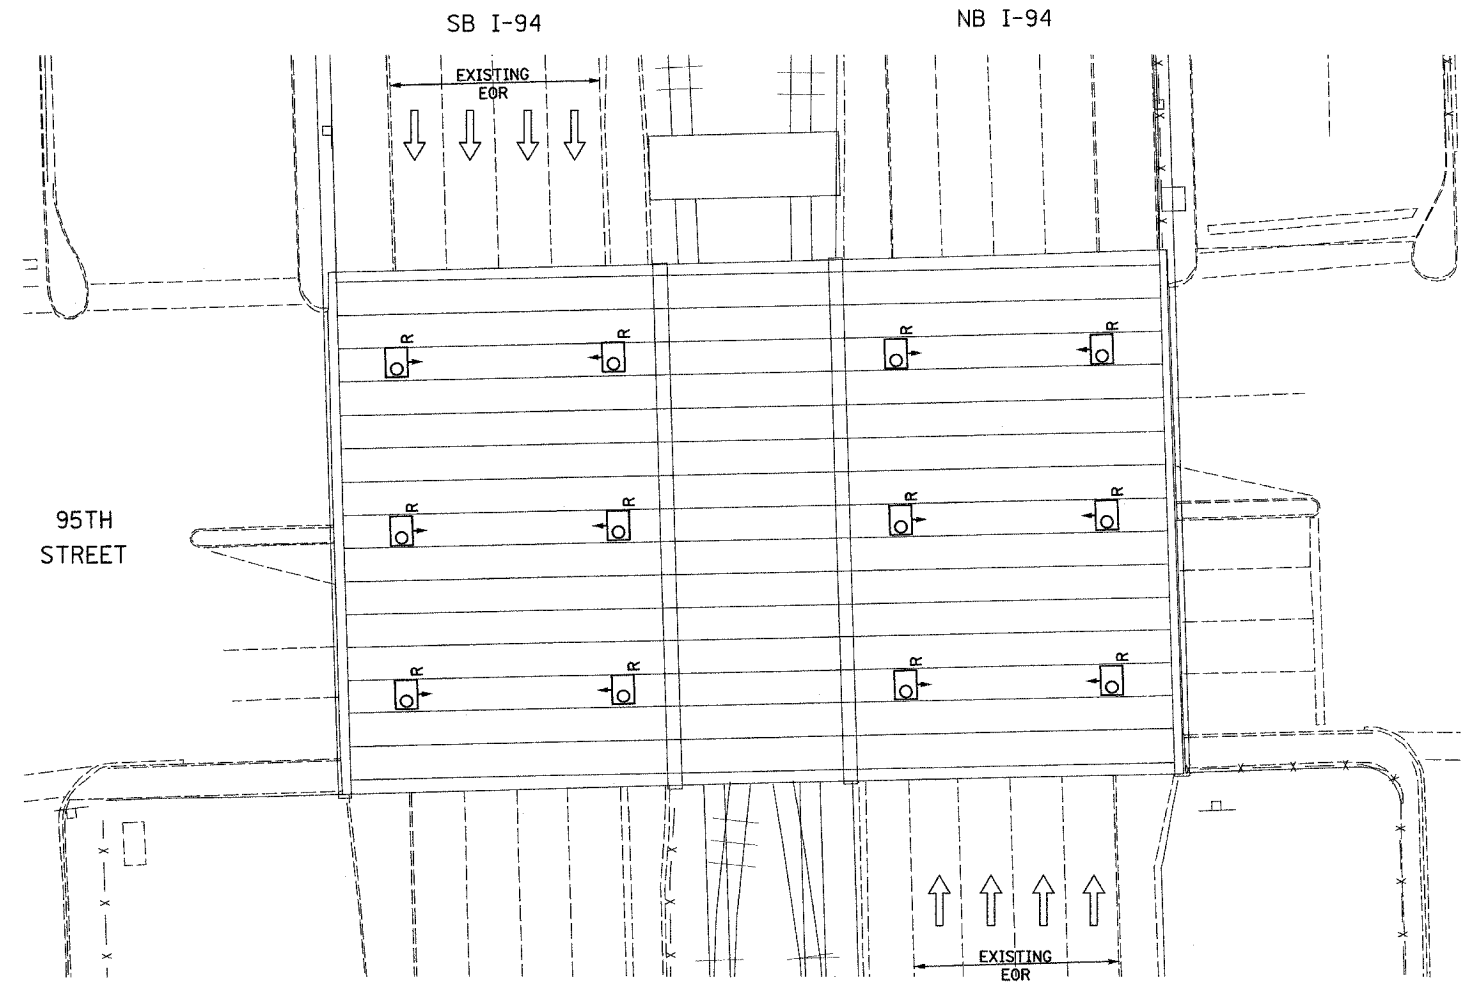 SB I-94
NB I-94
EXISTING
EOR
R R R R
95TH
STREET
R R R R
R R R R
EXISTING
EOR